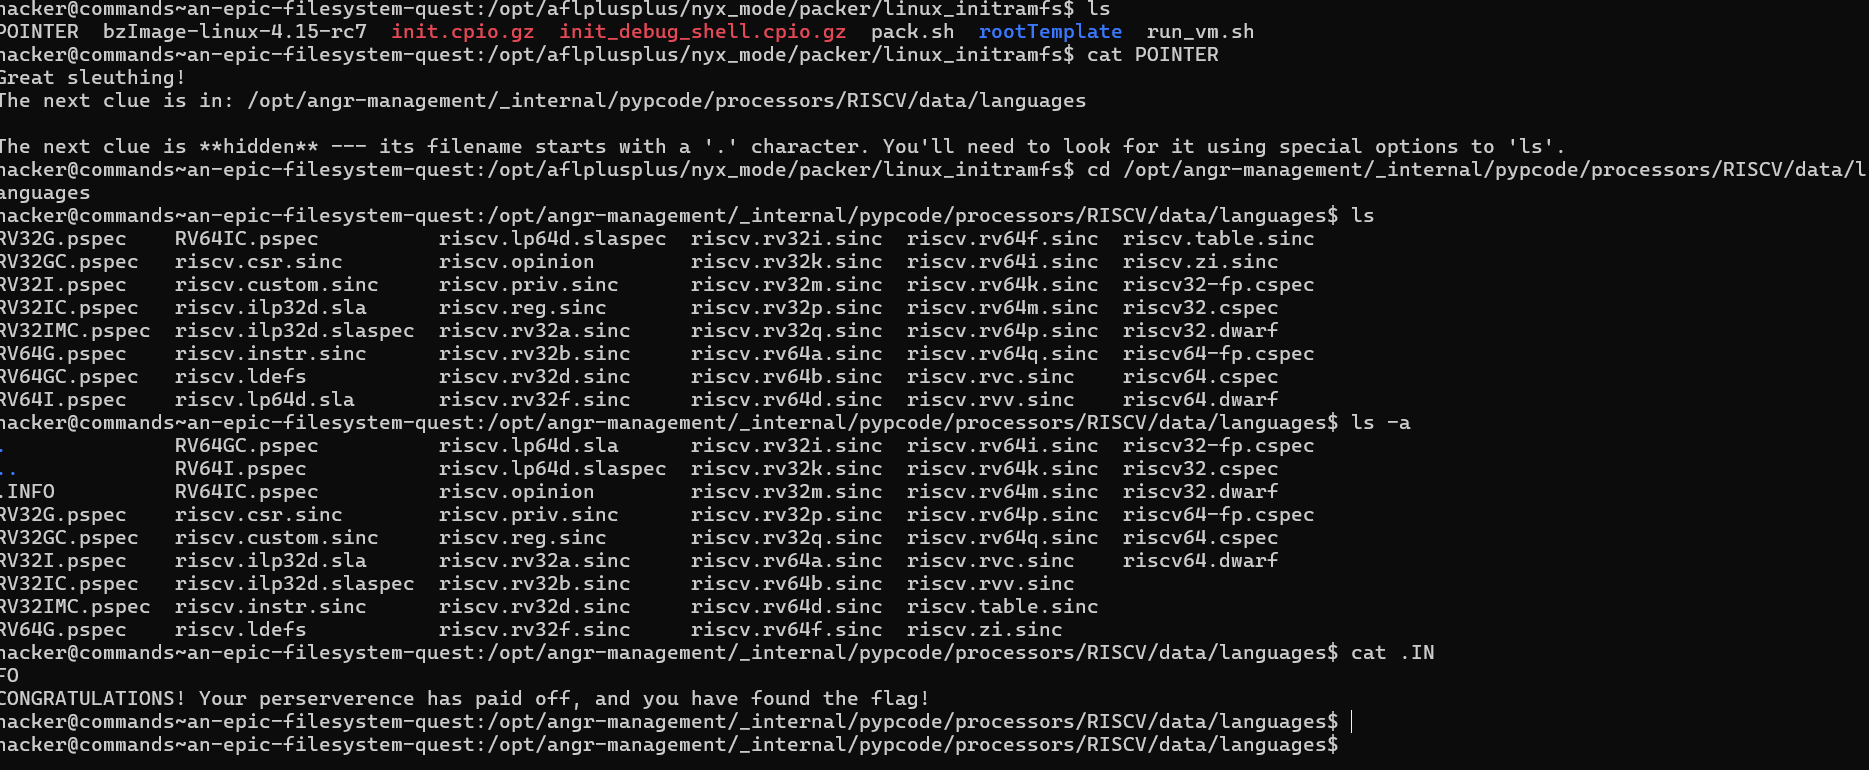 hacker@commands~an-epic-filesystem-quest:/opt/aflplusplus/nyx_mode/packer/linux_initramfs$ ls
POINTER  bzImage-linux-4.15-rc7  init.cpio.gz  init_debug_shell.cpio.gz  pack.sh  rootTemplate  run_vm.sh
hacker@commands~an-epic-filesystem-quest:/opt/aflplusplus/nyx_mode/packer/linux_initramfs$ cat POINTER
Great sleuthing!
The next clue is in: /opt/angr-management/_internal/pypcode/processors/RISCV/data/languages
The next clue is **hidden** --- its filename starts with a '.' character. You'll need to look for it using special options to 'ls'.
hacker@commands~an-epic-filesystem-quest:/opt/aflplusplus/nyx_mode/packer/linux_initramfs$ cd /opt/angr-management/_internal/pypcode/processors/RISCV/data/l
anguages
hacker@commands~an-epic-filesystem-quest:/opt/angr-management/_internal/pypcode/processors/RISCV/data/languages$ ls
RV32G.pspec    RV64IC.pspec          riscv.lp64d.slaspec  riscv.rv32i.sinc  riscv.rv64f.sinc  riscv.table.sinc
RV32GC.pspec   riscv.csr.sinc        riscv.opinion        riscv.rv32k.sinc  riscv.rv64i.sinc  riscv.zi.sinc
RV32I.pspec    riscv.custom.sinc     riscv.priv.sinc      riscv.rv32m.sinc  riscv.rv64k.sinc  riscv32-fp.cspec
RV32IC.pspec   riscv.ilp32d.sla      riscv.reg.sinc       riscv.rv32p.sinc  riscv.rv64m.sinc  riscv32.cspec
RV32IMC.pspec  riscv.ilp32d.slaspec  riscv.rv32a.sinc     riscv.rv32q.sinc  riscv.rv64p.sinc  riscv32.dwarf
RV64G.pspec    riscv.instr.sinc      riscv.rv32b.sinc     riscv.rv64a.sinc  riscv.rv64q.sinc  riscv64-fp.cspec
RV64GC.pspec   riscv.ldefs           riscv.rv32d.sinc     riscv.rv64b.sinc  riscv.rvc.sinc    riscv64.cspec
RV64I.pspec    riscv.lp64d.sla       riscv.rv32f.sinc     riscv.rv64d.sinc  riscv.rvv.sinc    riscv64.dwarf
hacker@commands~an-epic-filesystem-quest:/opt/angr-management/_internal/pypcode/processors/RISCV/data/languages$ ls -a
.              RV64GC.pspec          riscv.lp64d.sla      riscv.rv32i.sinc  riscv.rv64i.sinc  riscv32-fp.cspec
..             RV64I.pspec           riscv.lp64d.slaspec  riscv.rv32k.sinc  riscv.rv64k.sinc  riscv32.cspec
.INFO          RV64IC.pspec          riscv.opinion        riscv.rv32m.sinc  riscv.rv64m.sinc  riscv32.dwarf
RV32G.pspec    riscv.csr.sinc        riscv.priv.sinc      riscv.rv32p.sinc  riscv.rv64p.sinc  riscv64-fp.cspec
RV32GC.pspec   riscv.custom.sinc     riscv.reg.sinc       riscv.rv32q.sinc  riscv.rv64q.sinc  riscv64.cspec
RV32I.pspec    riscv.ilp32d.sla      riscv.rv32a.sinc     riscv.rv64a.sinc  riscv.rvc.sinc    riscv64.dwarf
RV32IC.pspec   riscv.ilp32d.slaspec  riscv.rv32b.sinc     riscv.rv64b.sinc  riscv.rvv.sinc
RV32IMC.pspec  riscv.instr.sinc      riscv.rv32d.sinc     riscv.rv64d.sinc  riscv.table.sinc
RV64G.pspec    riscv.ldefs           riscv.rv32f.sinc     riscv.rv64f.sinc  riscv.zi.sinc
hacker@commands~an-epic-filesystem-quest:/opt/angr-management/_internal/pypcode/processors/RISCV/data/languages$ cat .IN
FO
CONGRATULATIONS! Your perserverence has paid off, and you have found the flag!
hacker@commands~an-epic-filesystem-quest:/opt/angr-management/_internal/pypcode/processors/RISCV/data/languages$
hacker@commands~an-epic-filesystem-quest:/opt/angr-management/_internal/pypcode/processors/RISCV/data/languages$